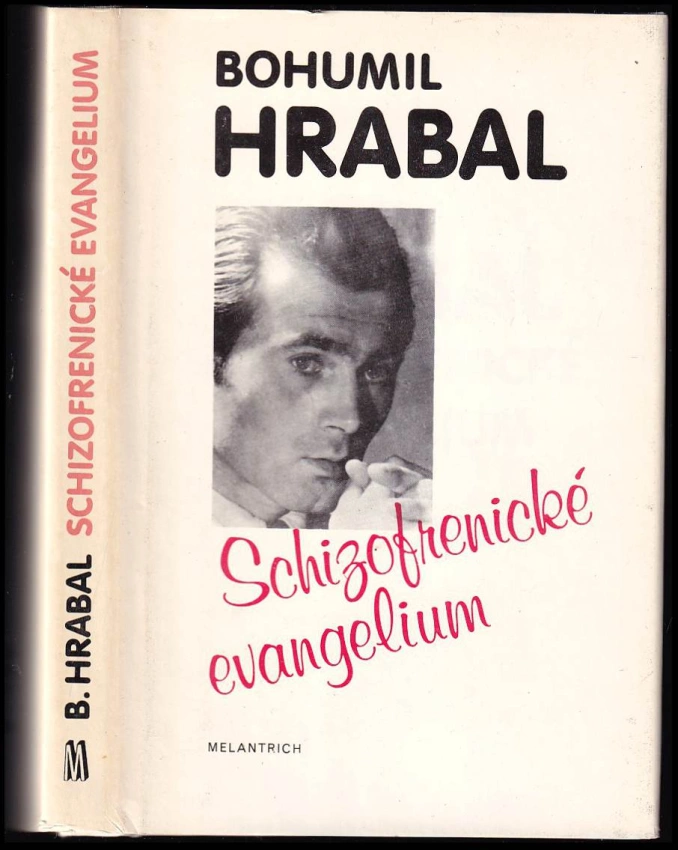 B. HRABAL SCHIZOFRENICKÉ EVANGELIUM
M
BOHUMIL
HRABAL
Schizofrenické
evangelium
MELANTRICH